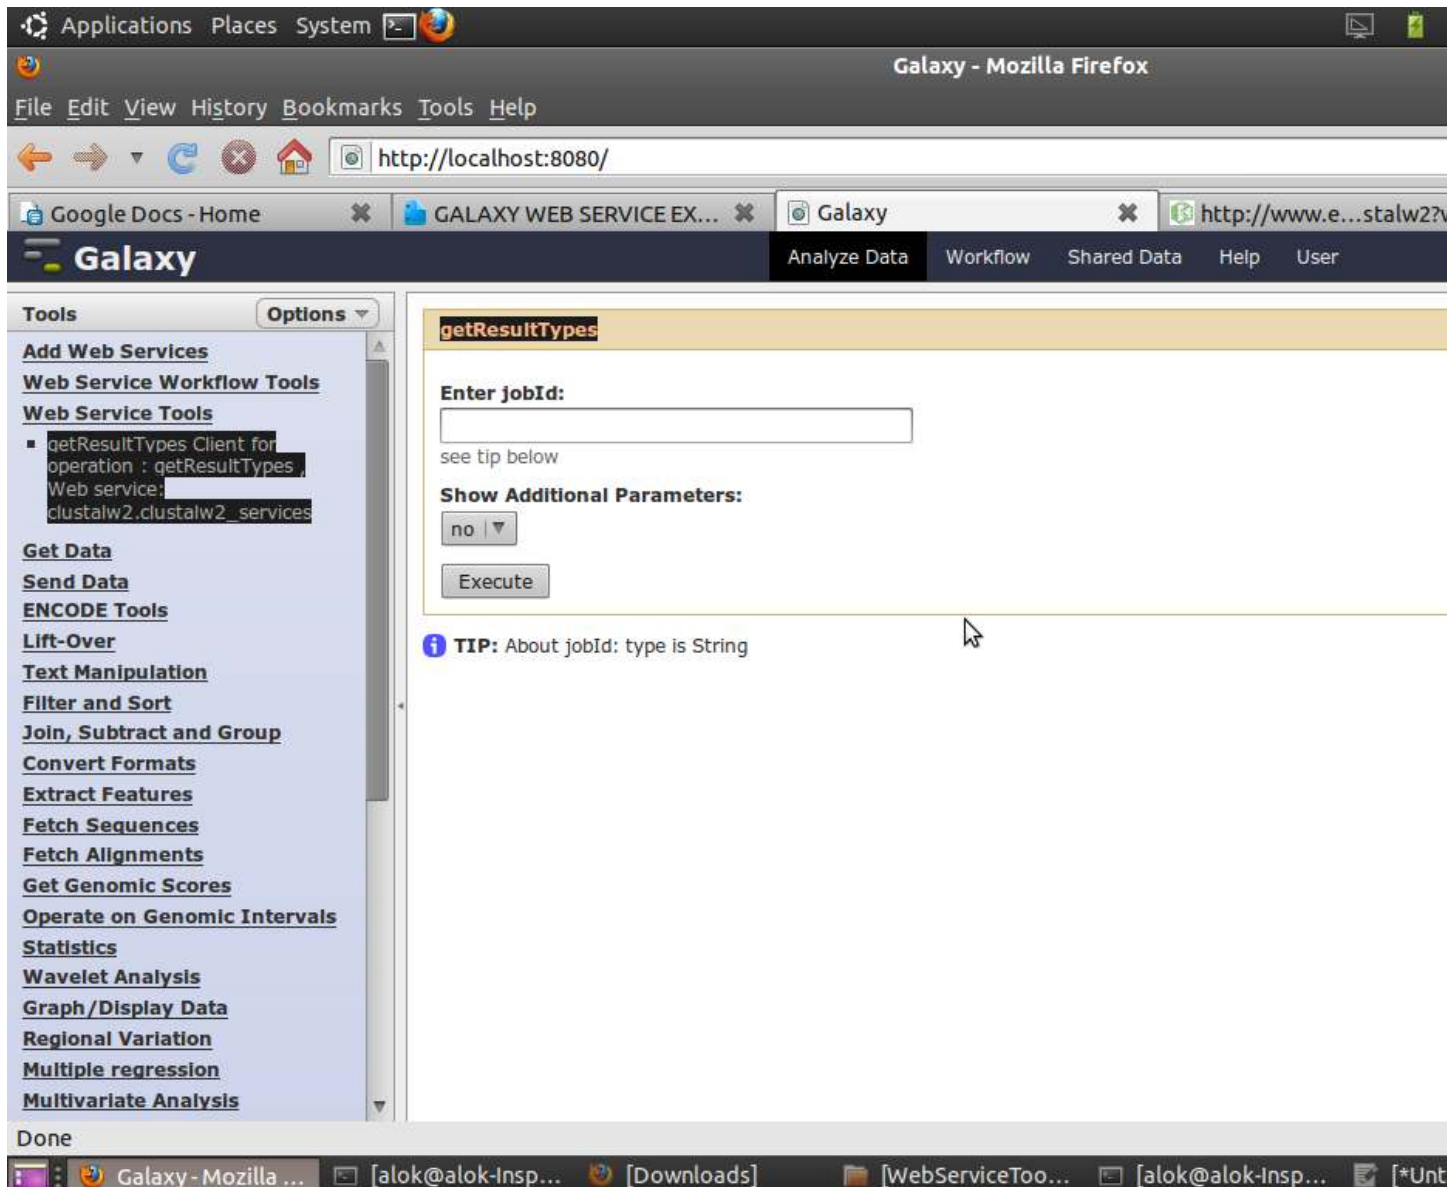 Applications Places System
Galaxy - Mozilla Firefox
File Edit View History Bookmarks Tools Help
http://localhost:8080/
Google Docs - Home
GALAXY WEB SERVICE EX...
Galaxy
http://www.e...stalw2?v
Galaxy
Analyze Data Workflow Shared Data Help User
Tools Options
Add Web Services
Web Service Workflow Tools
Web Service Tools
getResultTypes Client for
operation : getResultTypes ,
Web service:
clustalw2.clustalw2_services
Get Data
Send Data
ENCODE Tools
Lift-Over
Text Manipulation
Filter and Sort
Join, Subtract and Group
Convert Formats
Extract Features
Fetch Sequences
Fetch Alignments
Get Genomic Scores
Operate on Genomic Intervals
Statistics
Wavelet Analysis
Graph/Display Data
Regional Variation
Multiple regression
Multivariate Analysis
getResultTypes
Enter jobId:
see tip below
Show Additional Parameters:
no
Execute
TIP: About jobId: type is String
Done
Galaxy - Mozilla ...
[alok@alok-Insp...
[Downloads]
[WebServiceToo...
[alok@alok-Insp...
[*Unt